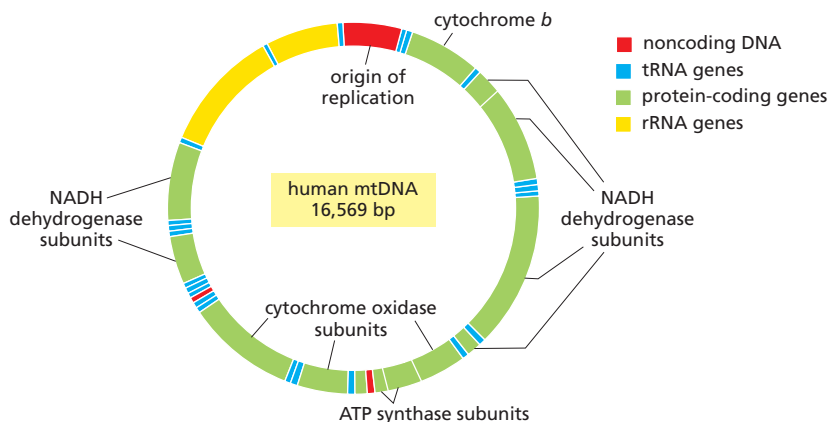 cytochrome b
origin of
replication
noncoding DNA
tRNA genes
protein-coding genes
rRNA genes
human mtDNA
16,569 bp
NADH
dehydrogenase
subunits
NADH
dehydrogenase
subunits
cytochrome oxidase
subunits
ATP synthase subunits